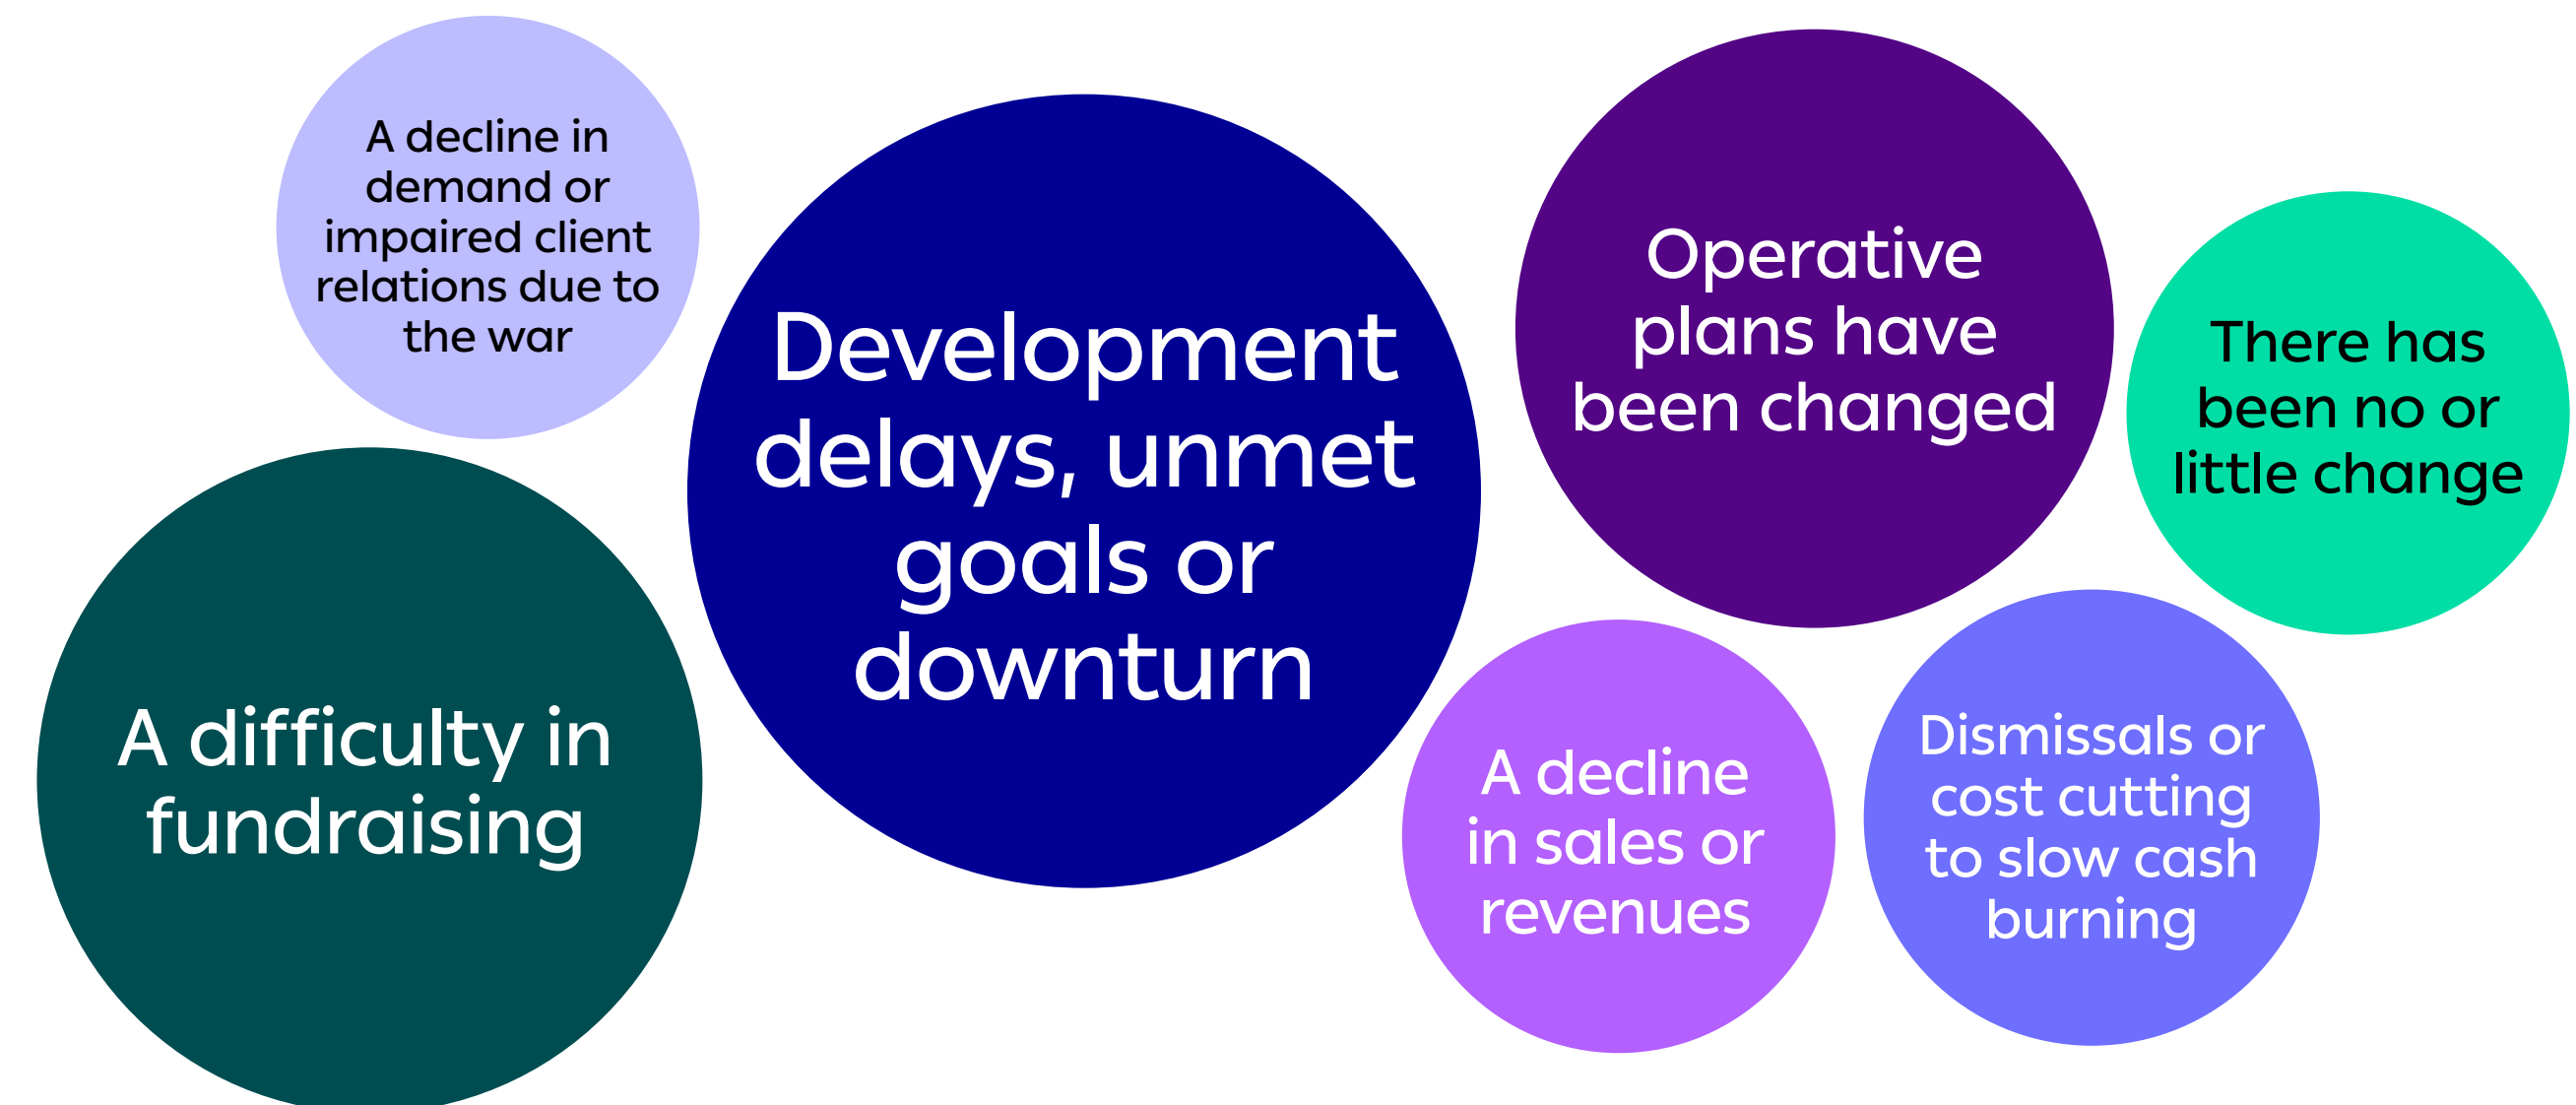 A decline in
demand or
impaired client
relations due to
the war
Development
delays, unmet
goals or
downturn
Operative
plans have
been changed
There has
been no or
little change
A difficulty in
fundraising
A decline
in sales or
revenues
Dismissals or
cost cutting
to slow cash
burning